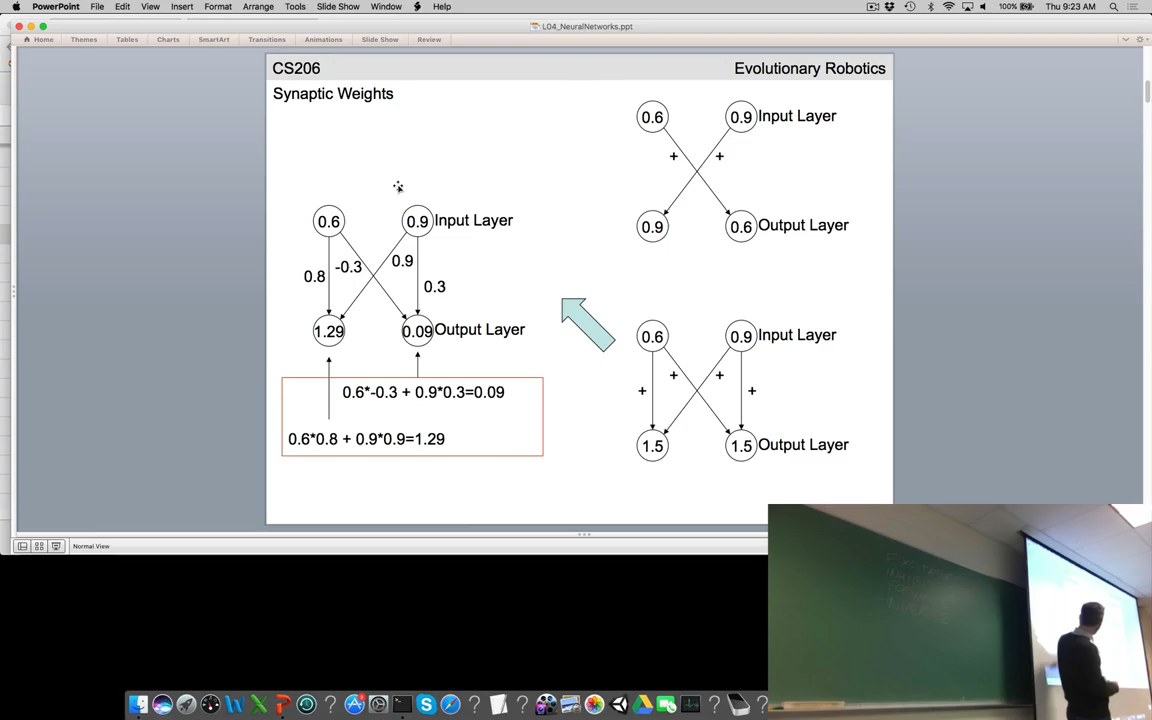 PowerPoint File Edit View Insert Format Arrange Tools Slide Show Window Help 100% Thu 9:23 AM
L04_NeuralNetworks.ppt
Home Themes Tables Charts SmartArt Transitions Animations Slide Show Review
CS206 Evolutionary Robotics
Synaptic Weights
0.6 0.9 Input Layer
+ +
0.9 0.6 Output Layer
0.6 0.9 Input Layer
0.8 -0.3 0.9 0.3
1.29 0.09 Output Layer
0.6*-0.3 + 0.9*0.3=0.09
0.6*0.8 + 0.9*0.9=1.29
0.6 0.9 Input Layer
+ + + +
1.5 1.5 Output Layer
Normal View